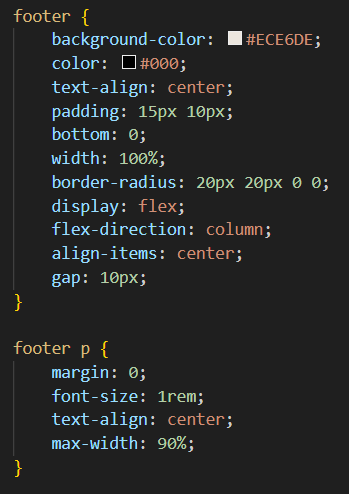 footer {
    background-color: #ECE6DE;
    color: #000;
    text-align: center;
    padding: 15px 10px;
    bottom: 0;
    width: 100%;
    border-radius: 20px 20px 0 0;
    display: flex;
    flex-direction: column;
    align-items: center;
    gap: 10px;
}

footer p {
    margin: 0;
    font-size: 1rem;
    text-align: center;
    max-width: 90%;
}